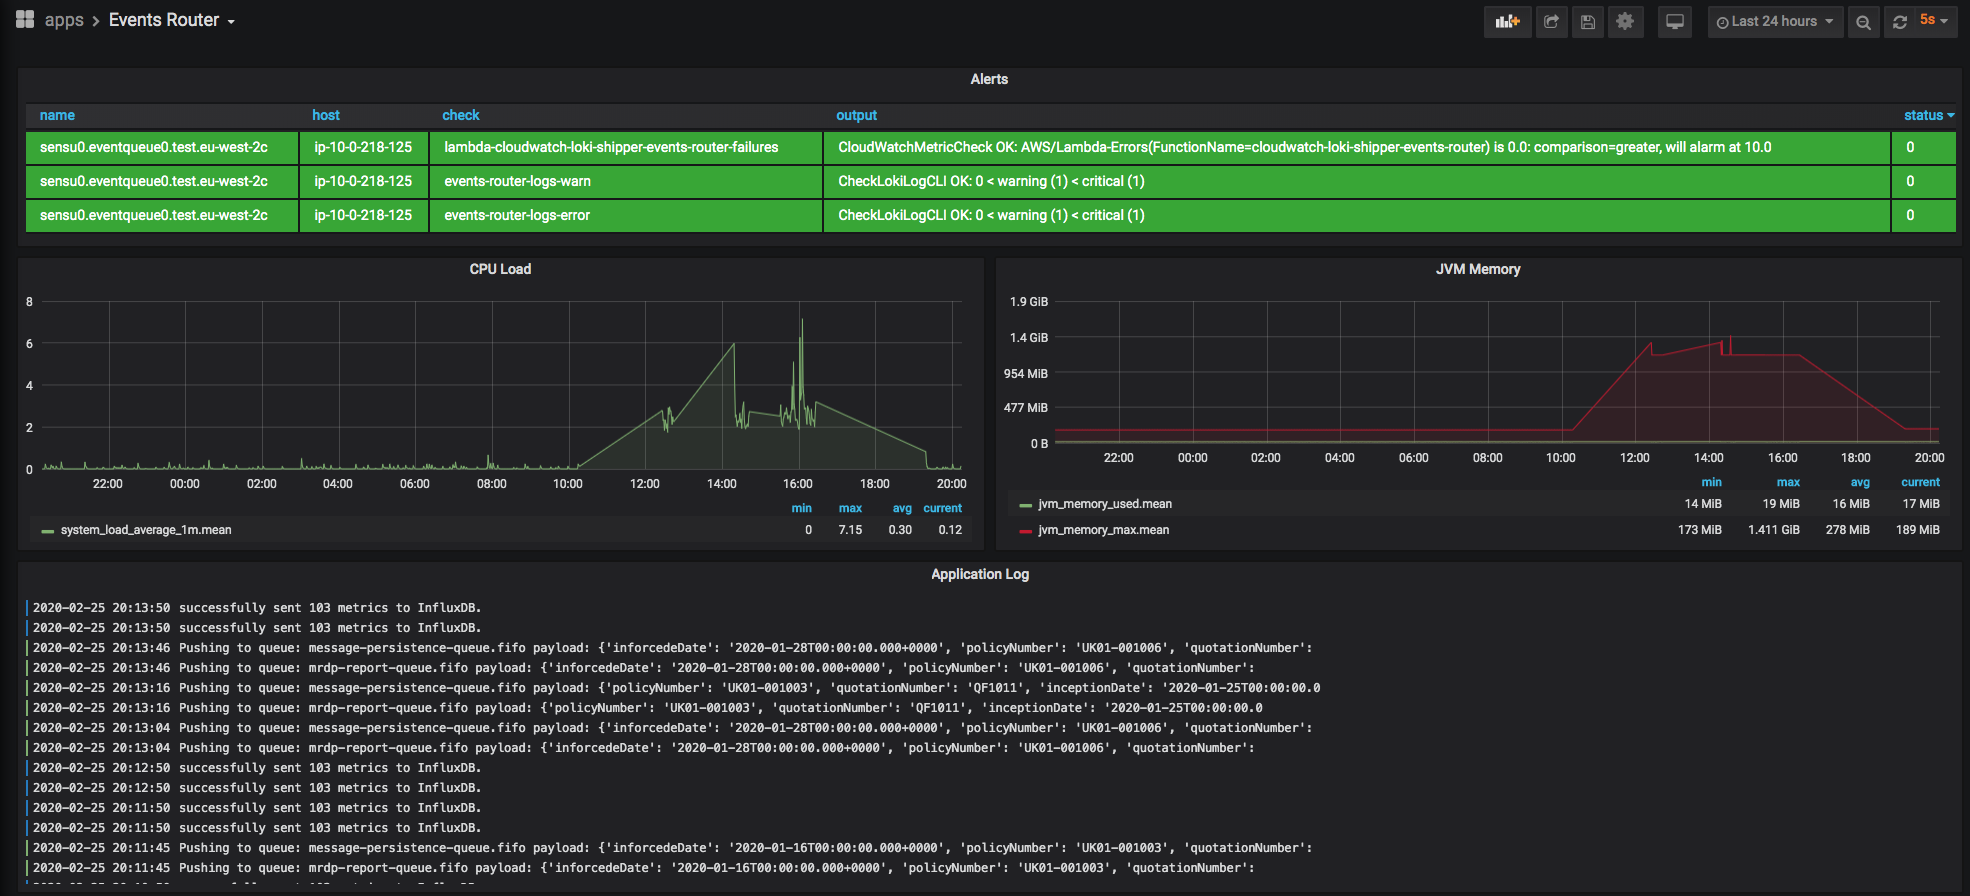 apps > Events Router
Last 24 hours 5s
Alerts
name host check output status
sensu0.eventqueue0.test.eu-west-2c ip-10-0-218-125 lambda-cloudwatch-loki-shipper-events-router-failures CloudWatchMetricCheck OK: AWS/Lambda-Errors(FunctionName=cloudwatch-loki-shipper-events-router) is 0.0: comparison=greater, will alarm at 10.0 0
sensu0.eventqueue0.test.eu-west-2c ip-10-0-218-125 events-router-logs-warn CheckLokiLogCLI OK: 0 < warning (1) < critical (1) 0
sensu0.eventqueue0.test.eu-west-2c ip-10-0-218-125 events-router-logs-error CheckLokiLogCLI OK: 0 < warning (1) < critical (1) 0
CPU Load
8
6
4
2
0
22:00 00:00 02:00 04:00 06:00 08:00 10:00 12:00 14:00 16:00 18:00 20:00
min max avg current
system_load_average_1m.mean 0 7.15 0.30 0.12
JVM Memory
1.9 GiB
1.4 GiB
954 MiB
477 MiB
0 B
22:00 00:00 02:00 04:00 06:00 08:00 10:00 12:00 14:00 16:00 18:00 20:00
min max avg current
jvm_memory_used.mean 14 MiB 19 MiB 16 MiB 17 MiB
jvm_memory_max.mean 173 MiB 1.411 GiB 278 MiB 189 MiB
Application Log
2020-02-25 20:13:50 successfully sent 103 metrics to InfluxDB.
2020-02-25 20:13:50 successfully sent 103 metrics to InfluxDB.
2020-02-25 20:13:46 Pushing to queue: message-persistence-queue.fifo payload: {'inforcedeDate': '2020-01-28T00:00:00.000+0000', 'policyNumber': 'UK01-001006', 'quotationNumber':
2020-02-25 20:13:46 Pushing to queue: mrdp-report-queue.fifo payload: {'inforcedeDate': '2020-01-28T00:00:00.000+0000', 'policyNumber': 'UK01-001006', 'quotationNumber':
2020-02-25 20:13:16 Pushing to queue: message-persistence-queue.fifo payload: {'policyNumber': 'UK01-001003', 'quotationNumber': 'QF1011', 'inceptionDate': '2020-01-25T00:00:00.0
2020-02-25 20:13:16 Pushing to queue: mrdp-report-queue.fifo payload: {'policyNumber': 'UK01-001003', 'quotationNumber': 'QF1011', 'inceptionDate': '2020-01-25T00:00:00.0
2020-02-25 20:13:04 Pushing to queue: message-persistence-queue.fifo payload: {'inforcedeDate': '2020-01-28T00:00:00.000+0000', 'policyNumber': 'UK01-001006', 'quotationNumber':
2020-02-25 20:13:04 Pushing to queue: mrdp-report-queue.fifo payload: {'inforcedeDate': '2020-01-28T00:00:00.000+0000', 'policyNumber': 'UK01-001006', 'quotationNumber':
2020-02-25 20:12:50 successfully sent 103 metrics to InfluxDB.
2020-02-25 20:12:50 successfully sent 103 metrics to InfluxDB.
2020-02-25 20:11:50 successfully sent 103 metrics to InfluxDB.
2020-02-25 20:11:50 successfully sent 103 metrics to InfluxDB.
2020-02-25 20:11:45 Pushing to queue: message-persistence-queue.fifo payload: {'inforcedeDate': '2020-01-16T00:00:00.000+0000', 'policyNumber': 'UK01-001003', 'quotationNumber':
2020-02-25 20:11:45 Pushing to queue: mrdp-report-queue.fifo payload: {'inforcedeDate': '2020-01-16T00:00:00.000+0000', 'policyNumber': 'UK01-001003', 'quotationNumber':